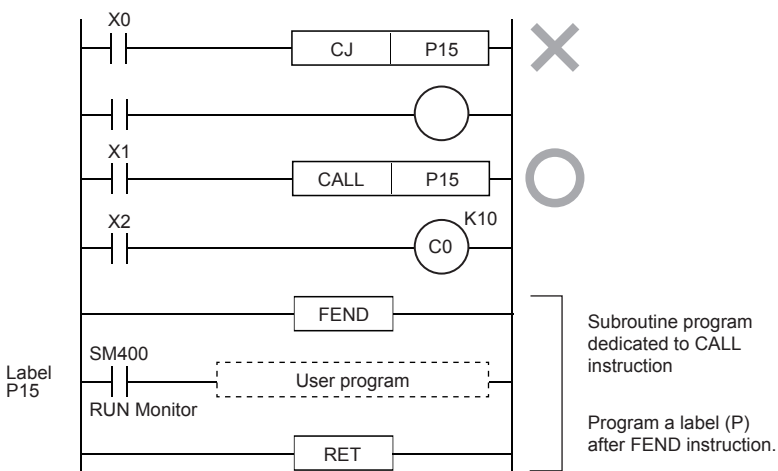 X0
CJ P15
X1
CALL P15
X2
K10
C0
FEND
Subroutine program
dedicated to CALL
instruction
SM400
Label
P15
User program
RUN Monitor
Program a label (P)
after FEND instruction.
RET